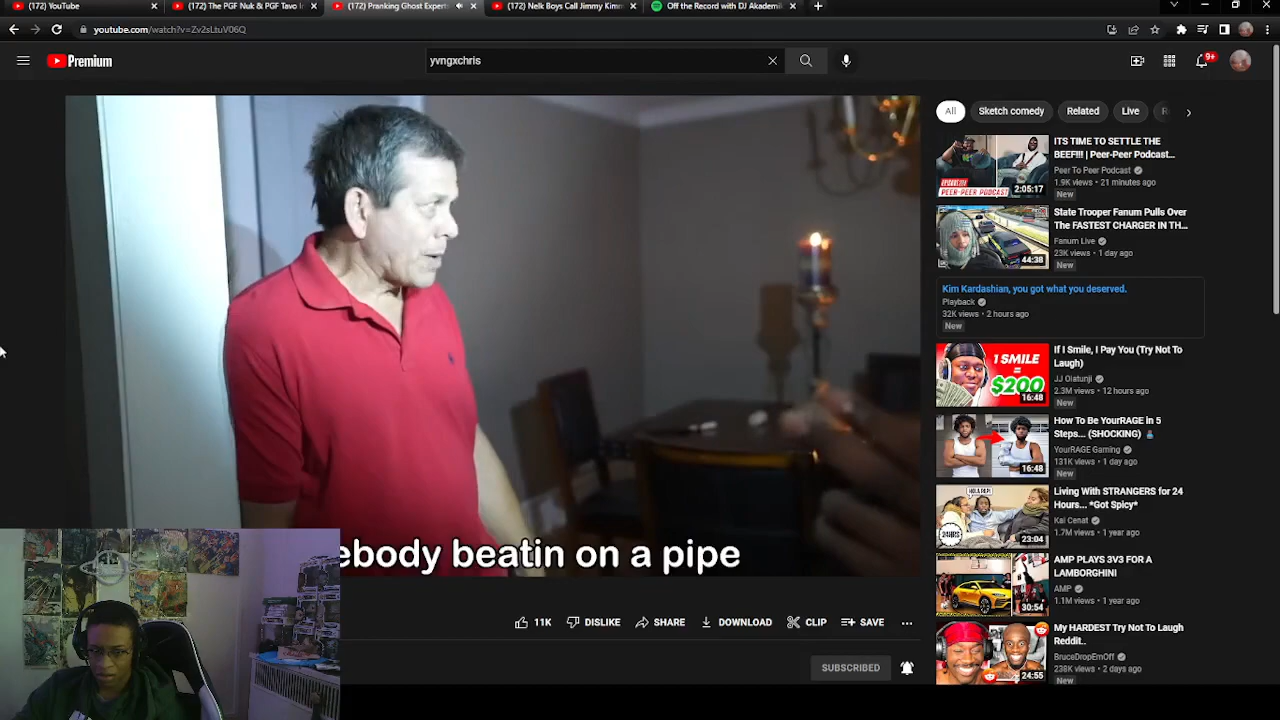 (172) YouTube
(172) The PGF Nuk & PGF Tavo I
(172) Pranking Ghost Expert
(172) Nelk Boys Call Jimmy Kim
Off the Record with DJ Akademi
youtube.com/watch?v=Zv2sLtuV06Q
Premium
yvngxchris
9+
All
Sketch comedy
Related
Live
ITS TIME TO SETTLE THE
BEEF!!! | Peer-Peer Podcast...
Peer To Peer Podcast
1.9K views • 21 minutes ago
New
PEER-PEER PODCAST
2:05:17
State Trooper Fanum Pulls Over
The FASTEST CHARGER IN TH...
Fanum Live
23K views • 1 day ago
New
44:38
Kim Kardashian, you got what you deserved.
Playback
32K views • 2 hours ago
New
If I Smile, I Pay You (Try Not To
Laugh)
JJ Olatunji
2.3M views • 12 hours ago
New
1 SMILE
=
$200
16:48
How To Be YourRAGE in 5
Steps... (SHOCKING)
YourRAGE Gaming
131K views • 1 day ago
New
16:48
Living With STRANGERS for 24
Hours... *Got Spicy*
Kai Cenat
1.7M views • 1 year ago
24HRS
23:04
AMP PLAYS 3V3 FOR A
LAMBORGHINI
AMP
1.1M views • 1 year ago
30:54
My HARDEST Try Not To Laugh
Reddit..
BruceDropEmOff
238K views • 2 days ago
New
24:55
ebody beatin on a pipe
11K
DISLIKE
SHARE
DOWNLOAD
CLIP
SAVE
SUBSCRIBED